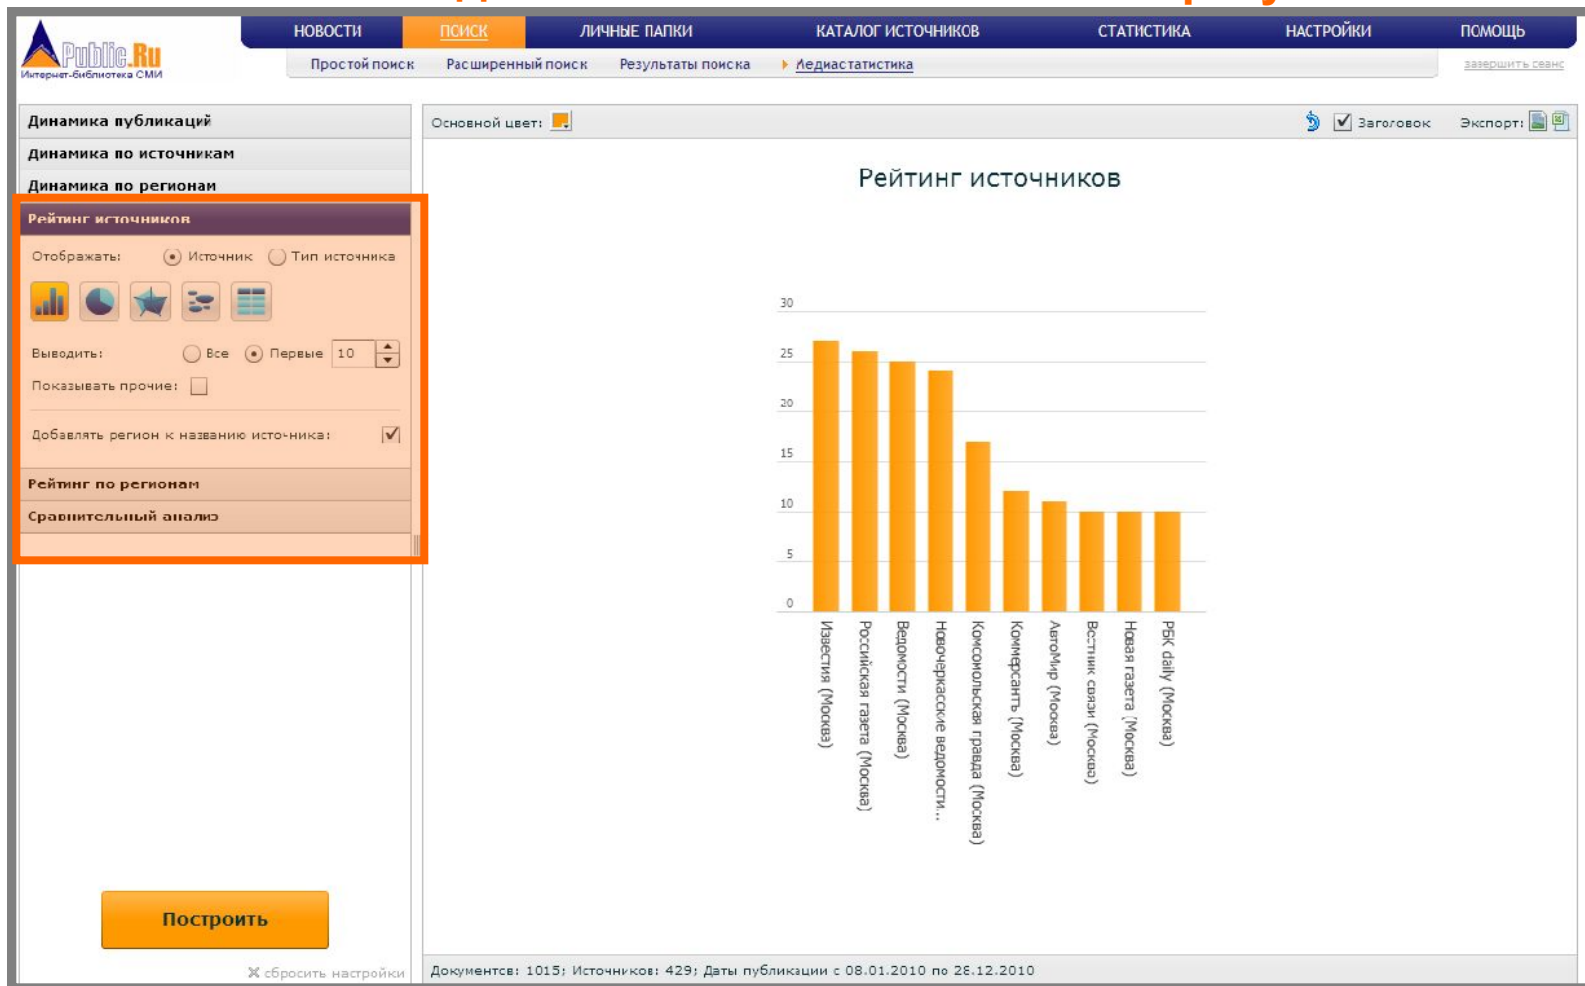 НОВОСТИ ПОИСК ЛИЧНЫЕ ПАПКИ КАТАЛОГ ИСТОЧНИКОВ СТАТИСТИКА НАСТРОЙКИ ПОМОЩЬ
Public.Ru
Интернет-библиотека СМИ
Простой поиск Расширенный поиск Результаты поиска Медиастатистика завершить сеанс
Динамика публикаций
Динамика по источникам
Динамика по регионам
Рейтинг источников
Отображать: Источник Тип источника
Выводить: Все Первые 10
Показывать прочие:
Добавлять регион к названию источника:
Рейтинг по регионам
Сравнительный анализ
Построить
сбросить настройки
Основной цвет: Заголовок Экспорт:
Рейтинг источников
30
25
20
15
10
5
0
Известия (Москва)
Российская газета (Москва)
Ведомости (Москва)
Новочеркасские ведомости...
Комсомольская правда (Москва)
Коммерсантъ (Москва)
АвтоМир (Москва)
Вестник связи (Москва)
Новая газета (Москва)
РБК daily (Москва)
Документов: 1015; Источников: 429; Даты публикации с 08.01.2010 по 28.12.2010